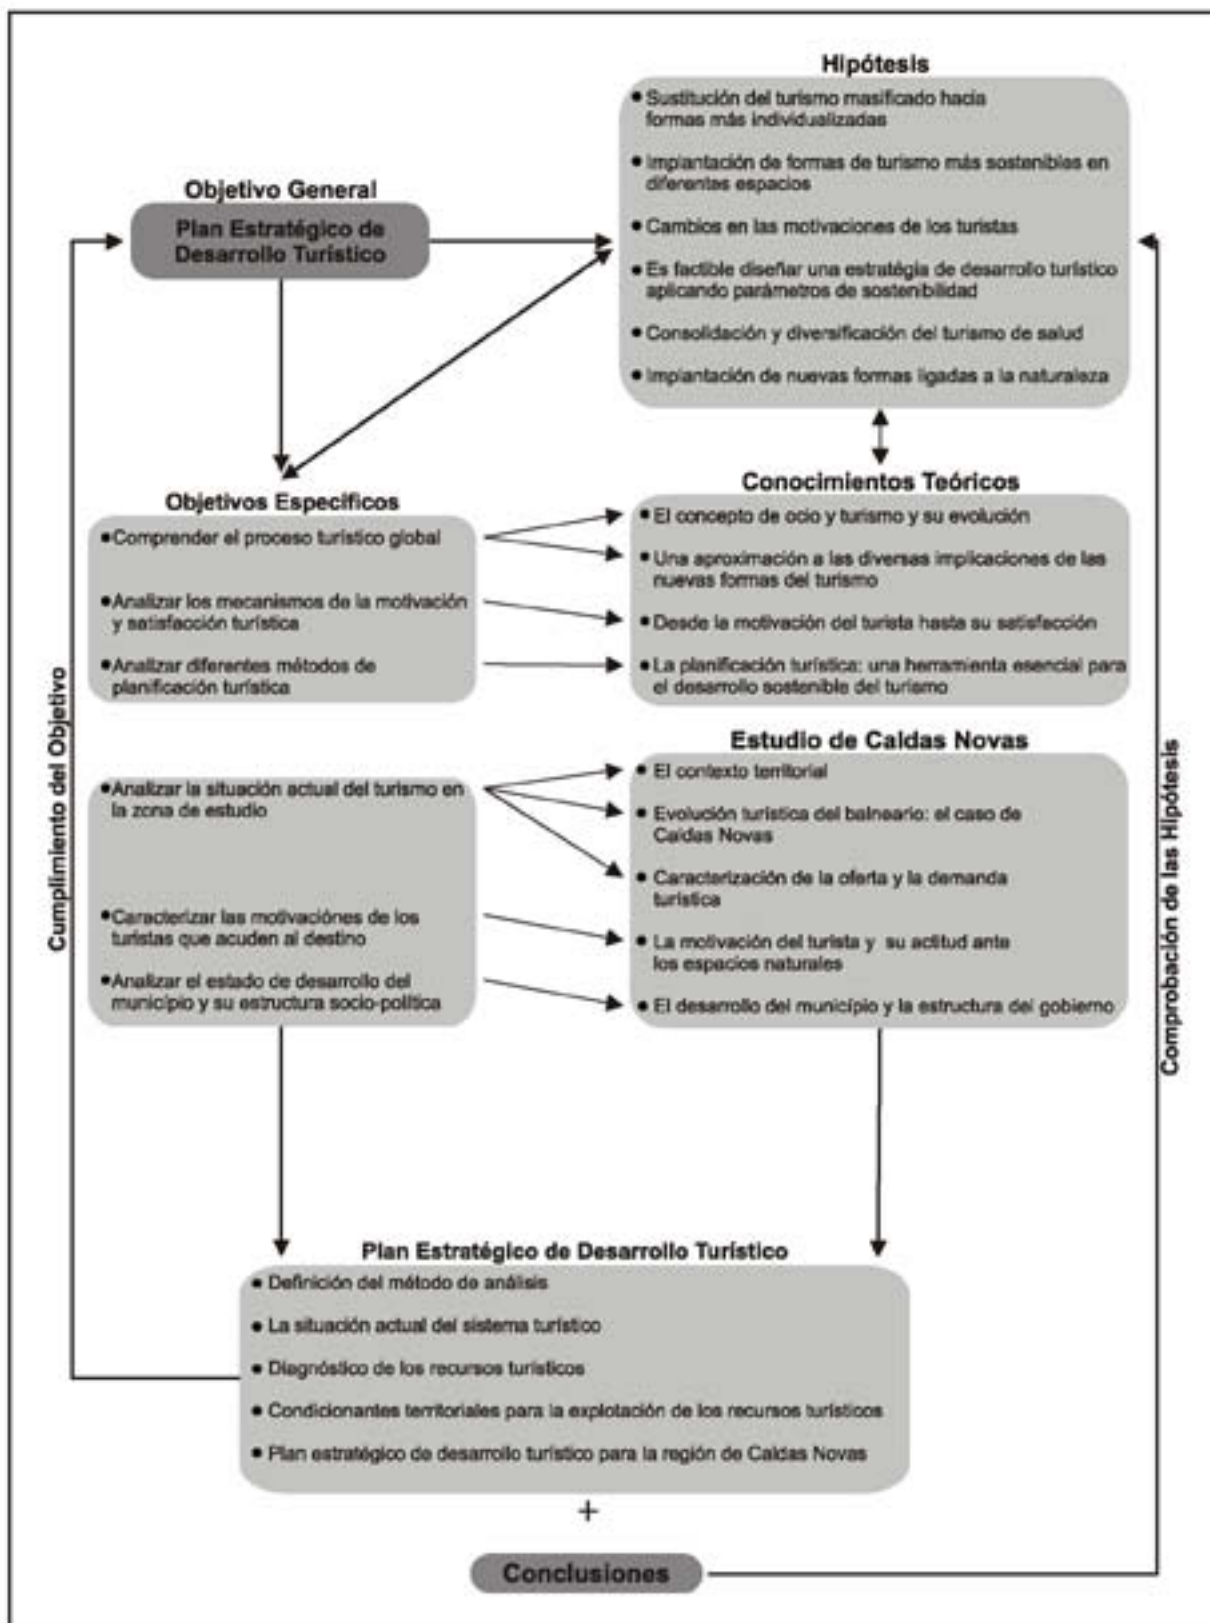 Hipótesis
Sustitución del turismo masificado hacia
formas más individualizadas
Implantación de formas de turismo más sostenibles en
diferentes espacios
Cambios en las motivaciones de los turistas
Es factible diseñar una estratégia de desarrollo turístico
aplicando parámetros de sostenibilidad
Consolidación y diversificación del turismo de salud
Implantación de nuevas formas ligadas a la naturaleza
Objetivo General
Plan Estratégico de
Desarrollo Turístico
Objetivos Específicos
Comprender el proceso turístico global
Analizar los mecanismos de la motivación
y satisfacción turística
Analizar diferentes métodos de
planificación turística
Conocimientos Teóricos
El concepto de ocio y turismo y su evolución
Una aproximación a las diversas implicaciones de las
nuevas formas del turismo
Desde la motivación del turista hasta su satisfacción
La planificación turística: una herramienta esencial para
el desarrollo sostenible del turismo
Analizar la situación actual del turismo en
la zona de estudio
Caracterizar las motivaciónes de los
turistas que acuden al destino
Analizar el estado de desarrollo del
município y su estructura socio-política
Estudio de Caldas Novas
El contexto territorial
Evolución turística del balneario: el caso de
Caldas Novas
Caracterización de la oferta y la demanda
turística
La motivación del turista y su actitud ante
los espacios naturales
El desarrollo del município y la estructura del gobierno
Cumplimiento del Objetivo
Comprobación de las Hipótesis
Plan Estratégico de Desarrollo Turístico
Definición del método de análisis
La situación actual del sistema turístico
Diagnóstico de los recursos turísticos
Condicionantes territoriales para la explotación de los recursos turísticos
Plan estratégico de desarrollo turístico para la región de Caldas Novas
+
Conclusiones